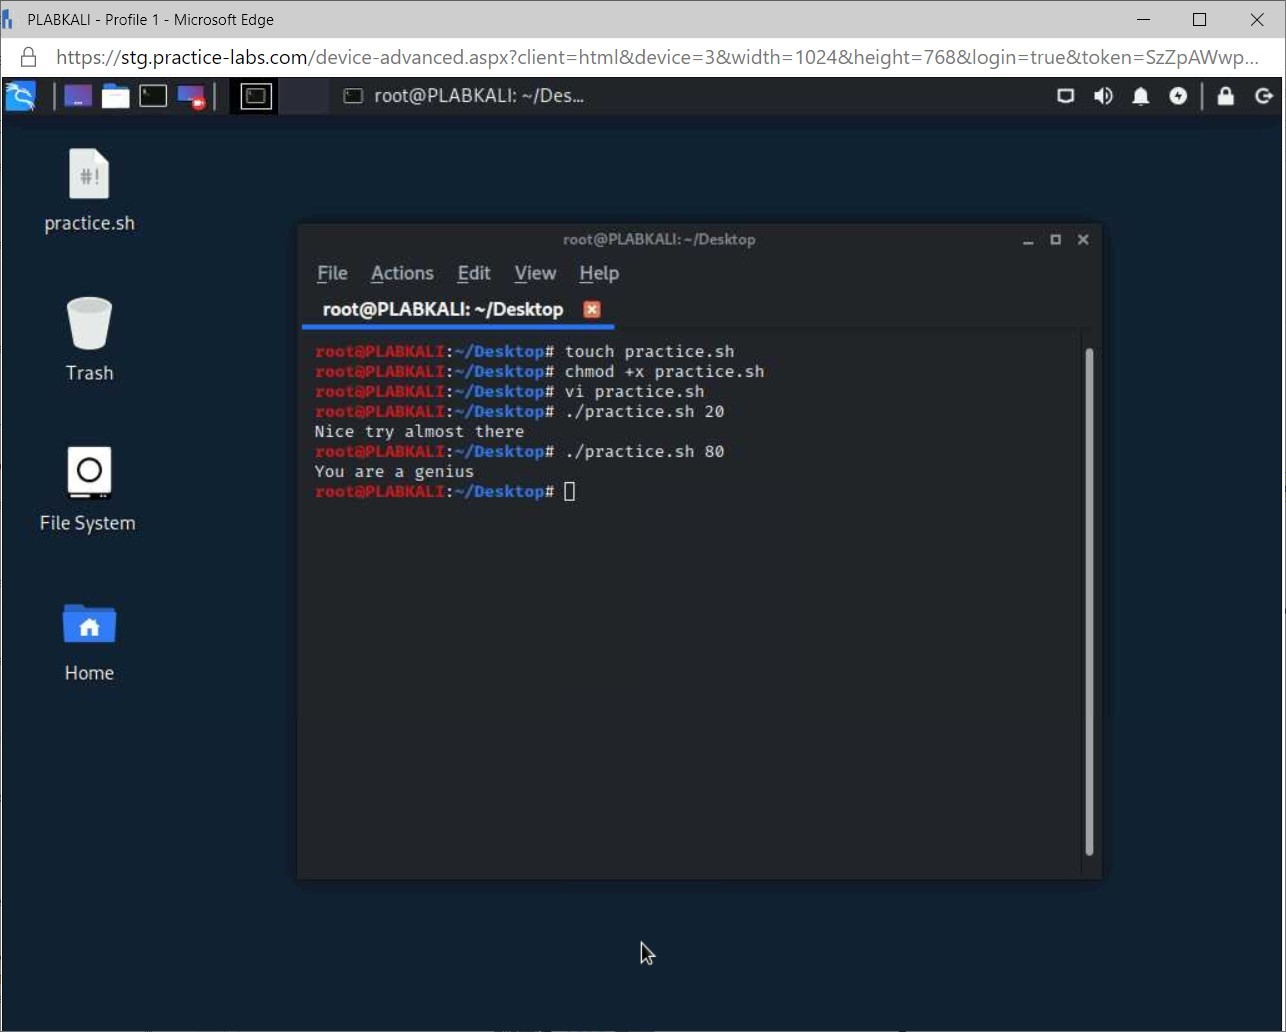 PLABKALI - Profile 1 - Microsoft Edge
https://stg.practice-labs.com/device-advanced.aspx?client=html&device=3&width=1024&height=768&login=true&token=SzZpAWwp...
root@PLABKALI: ~/Des...
#!
practice.sh
Trash
File System
Home
root@PLABKALI: ~/Desktop
File Actions Edit View Help
root@PLABKALI: ~/Desktop
root@PLABKALI:~/Desktop# touch practice.sh
root@PLABKALI:~/Desktop# chmod +x practice.sh
root@PLABKALI:~/Desktop# vi practice.sh
root@PLABKALI:~/Desktop# ./practice.sh 20
Nice try almost there
root@PLABKALI:~/Desktop# ./practice.sh 80
You are a genius
root@PLABKALI:~/Desktop#